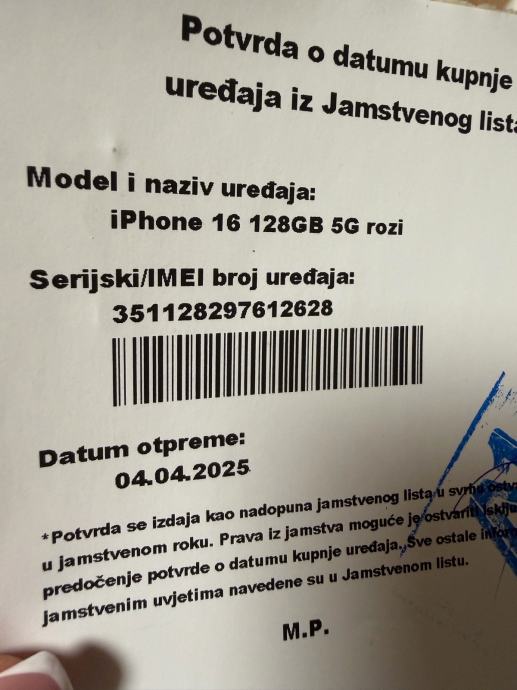 Potvrda o datumu kupnje
uređaja iz Jamstvenog lista
Model i naziv uređaja:
iPhone 16 128GB 5G rozi
Serijski/IMEI broj uređaja:
351128297612628
Datum otpreme:
04.04.2025
*Potvrda se izdaja kao nadopuna jamstvenog lista u svrhu
u jamstvenom roku. Prava iz jamstva moguće je ostvariti
predočenje potvrde o datumu kupnje uređaja. Sve ostale
jamstvenim uvjetima navedene su u Jamstvenom listu.
M.P.